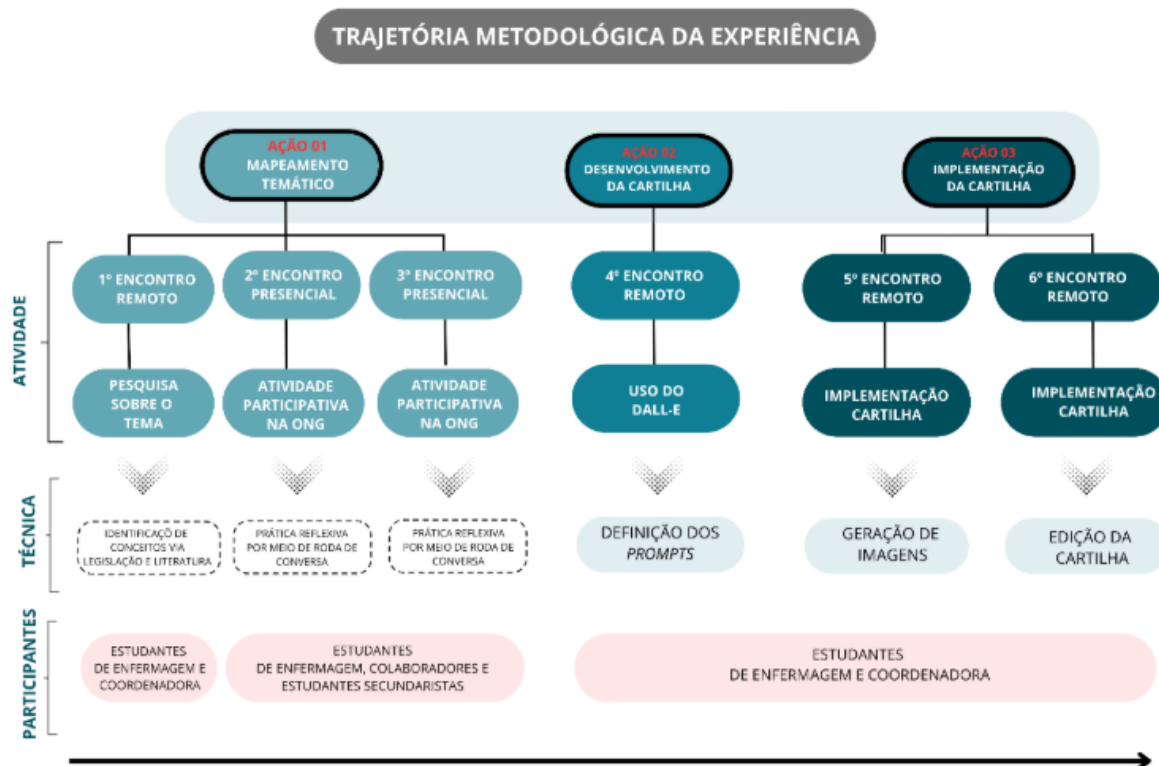 TRAJETÓRIA METODOLÓGICA DA EXPERIÊNCIA
AÇÃO 01
MAPEAMENTO
TEMÁTICO
AÇÃO 02
DESENVOLVIMENTO
DA CARTILHA
AÇÃO 03
IMPLEMENTAÇÃO
DA CARTILHA
ATIVIDADE
1º ENCONTRO
REMOTO
2º ENCONTRO
PRESENCIAL
3º ENCONTRO
PRESENCIAL
4º ENCONTRO
REMOTO
5º ENCONTRO
REMOTO
6º ENCONTRO
REMOTO
PESQUISA
SOBRE O
TEMA
ATIVIDADE
PARTICIPATIVA
NA ONG
ATIVIDADE
PARTICIPATIVA
NA ONG
USO DO
DALL-E
IMPLEMENTAÇÃO
CARTILHA
IMPLEMENTAÇÃO
CARTILHA
TÉCNICA
IDENTIFICAÇÕ DE
CONCEITOS VIA
LEGISLAÇÃO E LITERATURA
PRÁTICA REFLEXIVA
POR MEIO DE RODA DE
CONVERSA
PRÁTICA REFLEXIVA
POR MEIO DE RODA DE
CONVERSA
DEFINIÇÃO DOS
PROMPTS
GERAÇÃO DE
IMAGENS
EDIÇÃO DA
CARTILHA
PARTICIPANTES
ESTUDANTES
DE ENFERMAGEM E
COORDENADORA
ESTUDANTES
DE ENFERMAGEM, COLABORADORES E
ESTUDANTES SECUNDARISTAS
ESTUDANTES
DE ENFERMAGEM E COORDENADORA